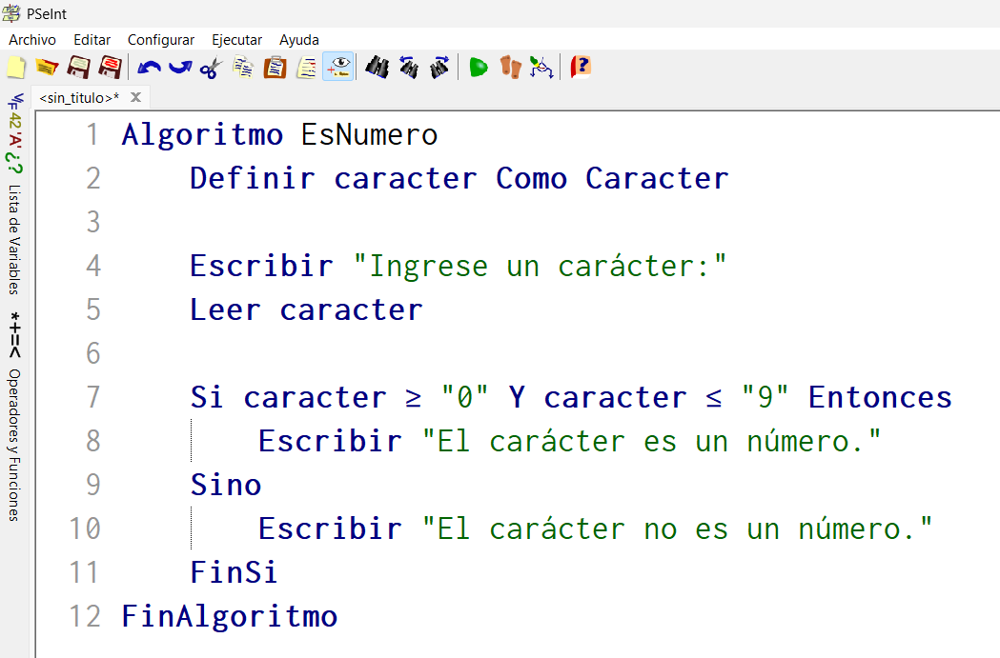 PSeInt
Archivo Editar Configurar Ejecutar Ayuda
<sin_titulo>* X
1 Algoritmo EsNumero
2 Definir caracter Como Caracter
3
4 Escribir "Ingrese un carácter:"
5 Leer caracter
6
7 Si caracter ≥ "0" Y caracter ≤ "9" Entonces
8 Escribir "El carácter es un número."
9 Sino
10 Escribir "El carácter no es un número."
11 FinSi
12 FinAlgoritmo
VF 42 'A' ¿? Lista de Variables
*+=< Operadores y Funciones